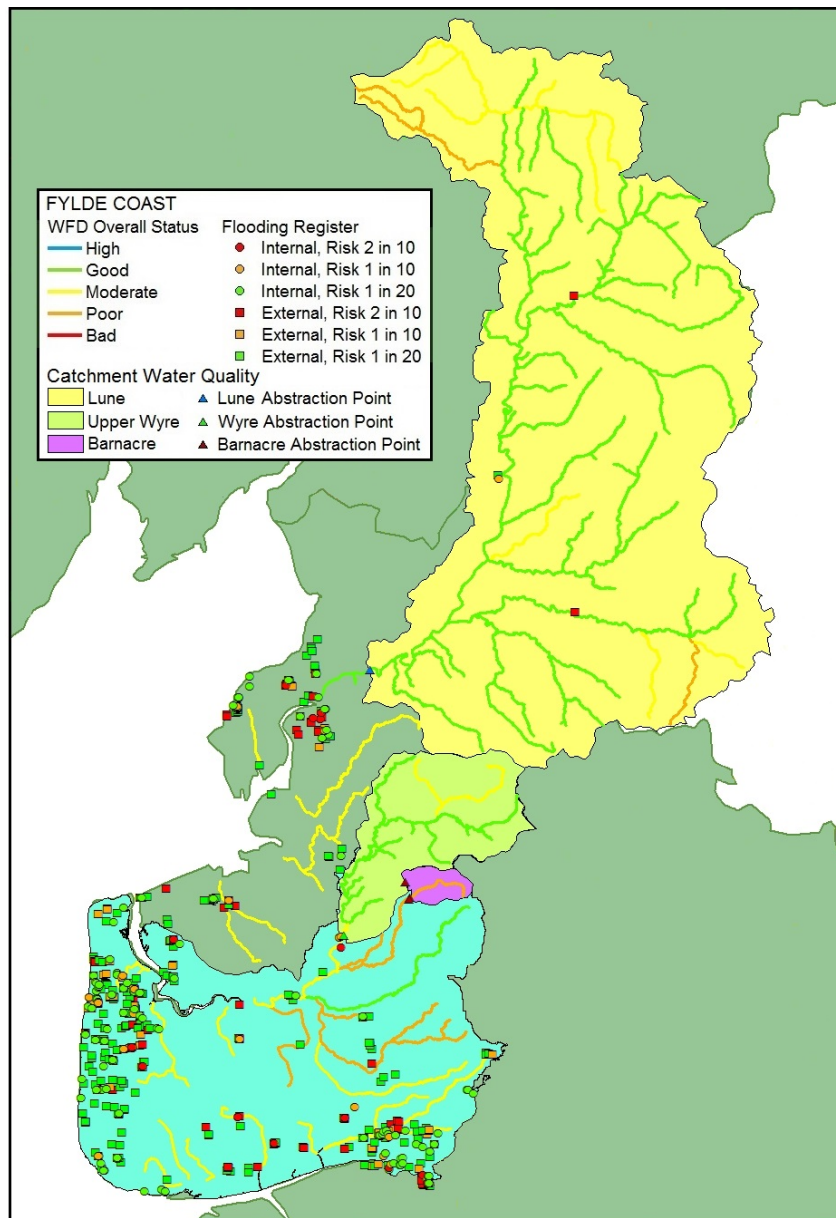 FYLDE COAST
WFD Overall Status
High
Good
Moderate
Poor
Bad
Flooding Register
Internal, Risk 2 in 10
Internal, Risk 1 in 10
Internal, Risk 1 in 20
External, Risk 2 in 10
External, Risk 1 in 10
External, Risk 1 in 20
Catchment Water Quality
Lune
Upper Wyre
Barnacre
Lune Abstraction Point
Wyre Abstraction Point
Barnacre Abstraction Point